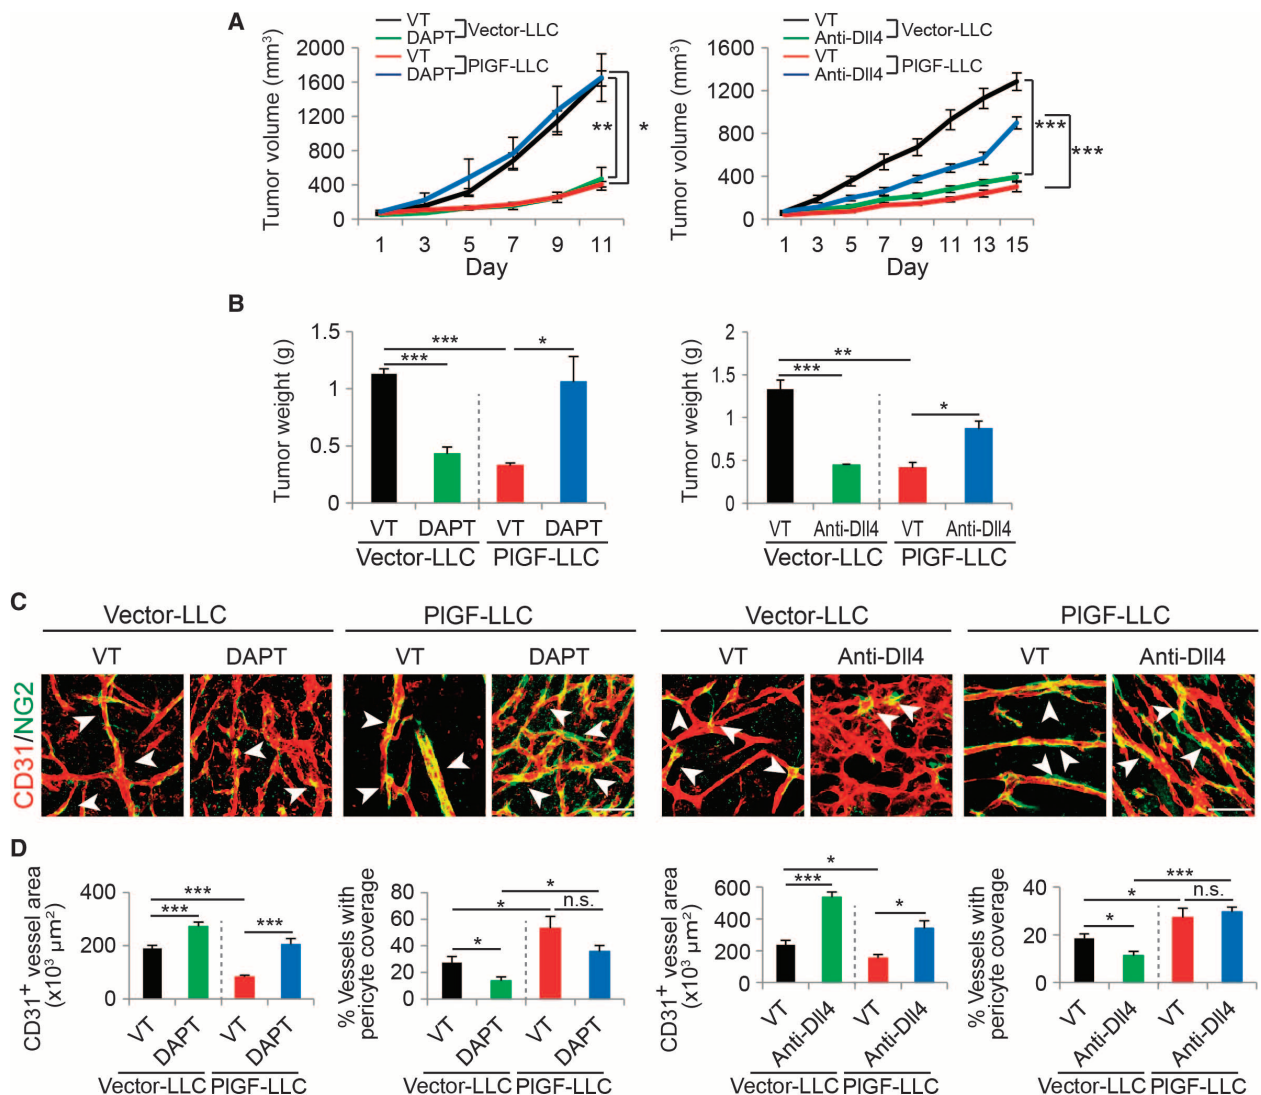 A
VT
DAPT
Vector-LLC
VT
DAPT
PlGF-LLC
Tumor volume (mm³)
2000
1600
1200
800
400
0
** *
1 3 5 7 9 11
Day
VT
Anti-Dll4
Vector-LLC
VT
Anti-Dll4
PlGF-LLC
Tumor volume (mm³)
1600
1200
800
400
0
***
***
1 3 5 7 9 11 13 15
Day
B
Tumor weight (g)
1.5
1
0.5
0
*** *
***
VT DAPT VT DAPT
Vector-LLC PlGF-LLC
Tumor weight (g)
2
1.5
1
0.5
0
**
***
*
VT Anti-Dll4 VT Anti-Dll4
Vector-LLC PlGF-LLC
C
Vector-LLC PlGF-LLC Vector-LLC PlGF-LLC
VT DAPT VT DAPT VT Anti-Dll4 VT Anti-Dll4
CD31/NG2
D
CD31⁺ vessel area
(x10³ µm²)
400
200
0
***
*** ***
VT DAPT VT DAPT
Vector-LLC PlGF-LLC
% Vessels with
pericyte coverage
80
60
40
20
0
*
* n.s.
*
VT DAPT VT DAPT
Vector-LLC PlGF-LLC
CD31⁺ vessel area
(x10³ µm²)
600
400
200
0
*
***
*
VT Anti-Dll4 VT Anti-Dll4
Vector-LLC PlGF-LLC
% Vessels with
pericyte coverage
40
20
0
***
* n.s.
*
VT Anti-Dll4 VT Anti-Dll4
Vector-LLC PlGF-LLC